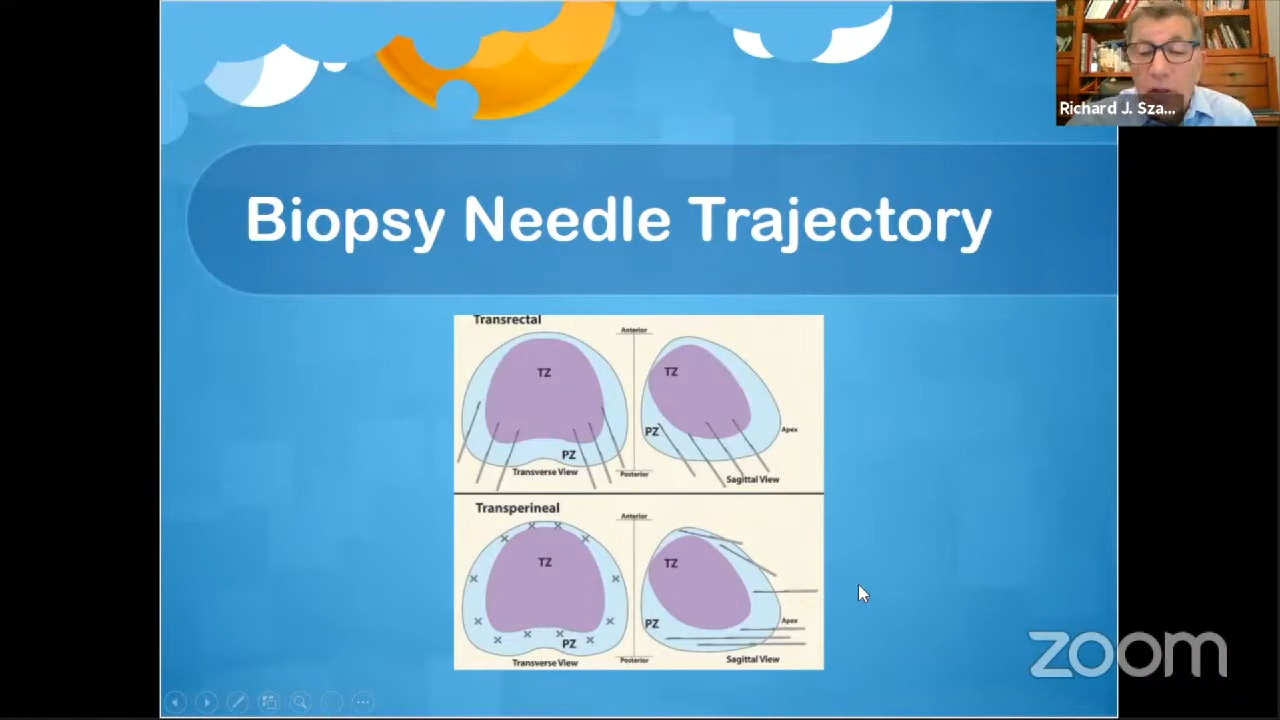 Richard J. Sza...
Biopsy Needle Trajectory
Transrectal
Anterior
TZ
TZ
PZ
PZ
Apex
Transverse View
Posterior
Sagittal View
Transperineal
Anterior
TZ
TZ
PZ
PZ
Apex
Transverse View
Posterior
Sagittal View
zoom